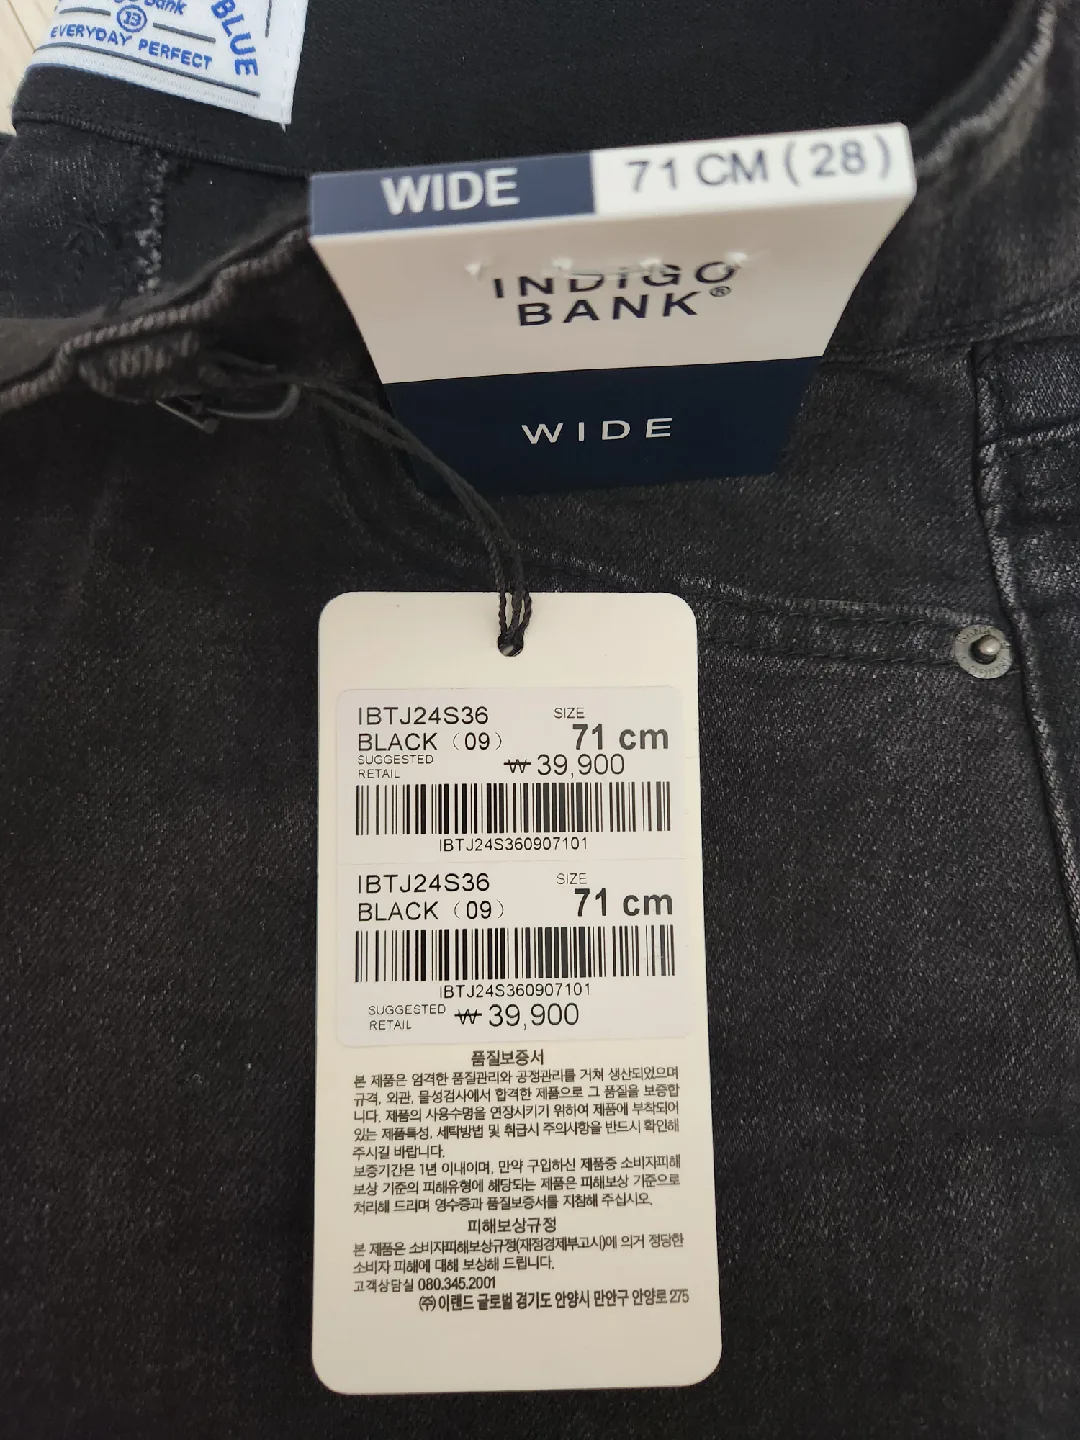 Bank
13
BLUE
EVERYDAY PERFECT
WIDE 71 CM (28)
INDIGO
BANK®
WIDE
IBTJ24S36 SIZE
BLACK (09) 71 cm
SUGGESTED
RETAIL ₩ 39,900
IBTJ24S360907101
IBTJ24S36 SIZE
BLACK (09) 71 cm
IBTJ24S360907101
SUGGESTED
RETAIL ₩ 39,900
품질보증서
본 제품은 엄격한 품질관리와 공정관리를 거쳐 생산되었으며
규격, 외관, 물성검사에서 합격한 제품으로 그 품질을 보증합
니다. 제품의 사용수명을 연장시키기 위하여 제품에 부착되어
있는 제품특성, 세탁방법 및 취급시 주의사항을 반드시 확인해
주시길 바랍니다.
보증기간은 1년 이내이며, 만약 구입하신 제품중 소비자피해
보상 기준의 피해유형에 해당되는 제품은 피해보상 기준으로
처리해 드리며 영수증과 품질보증서를 지참해 주십시오.
피해보상규정
본 제품은 소비자피해보상규정(재정경제부고시)에 의거 정당한
소비자 피해에 대해 보상해 드립니다.
고객상담실 080.345.2001
(주)이랜드 글로벌 경기도 안양시 만안구 안양로 275